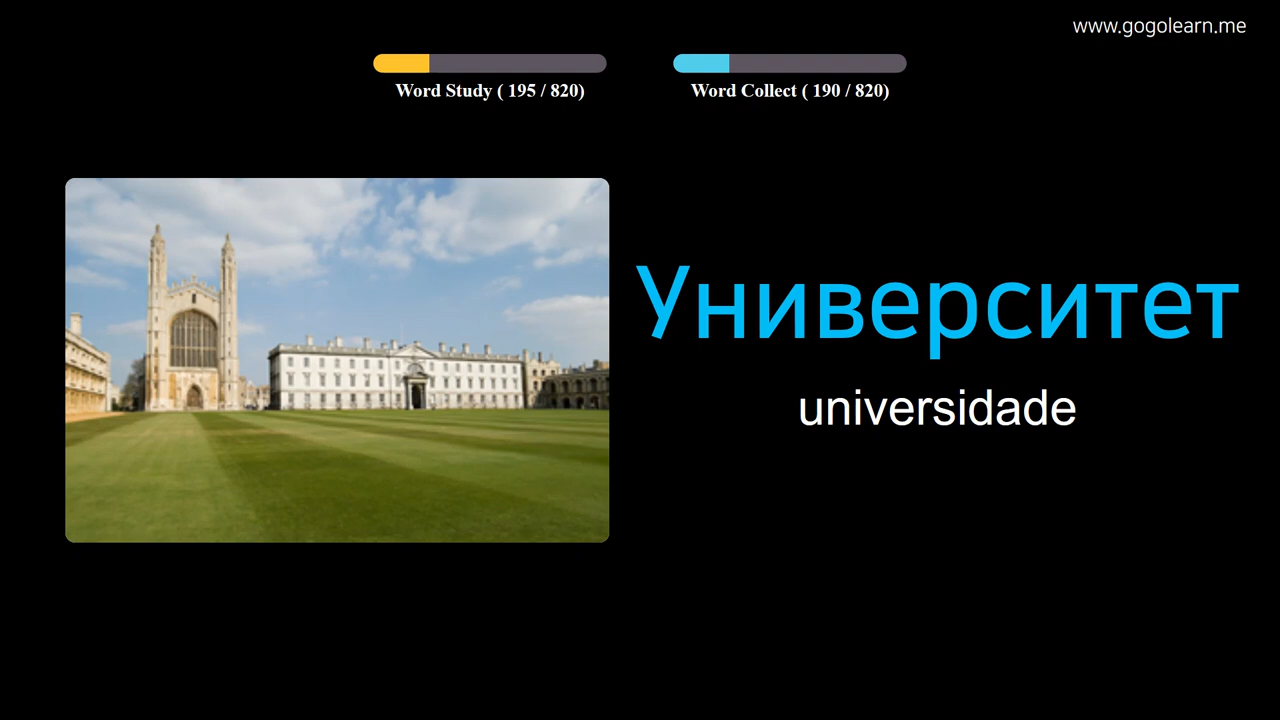 www.gogolearn.me
Word Study ( 195 / 820)
Word Collect ( 190 / 820)
Университет
universidade